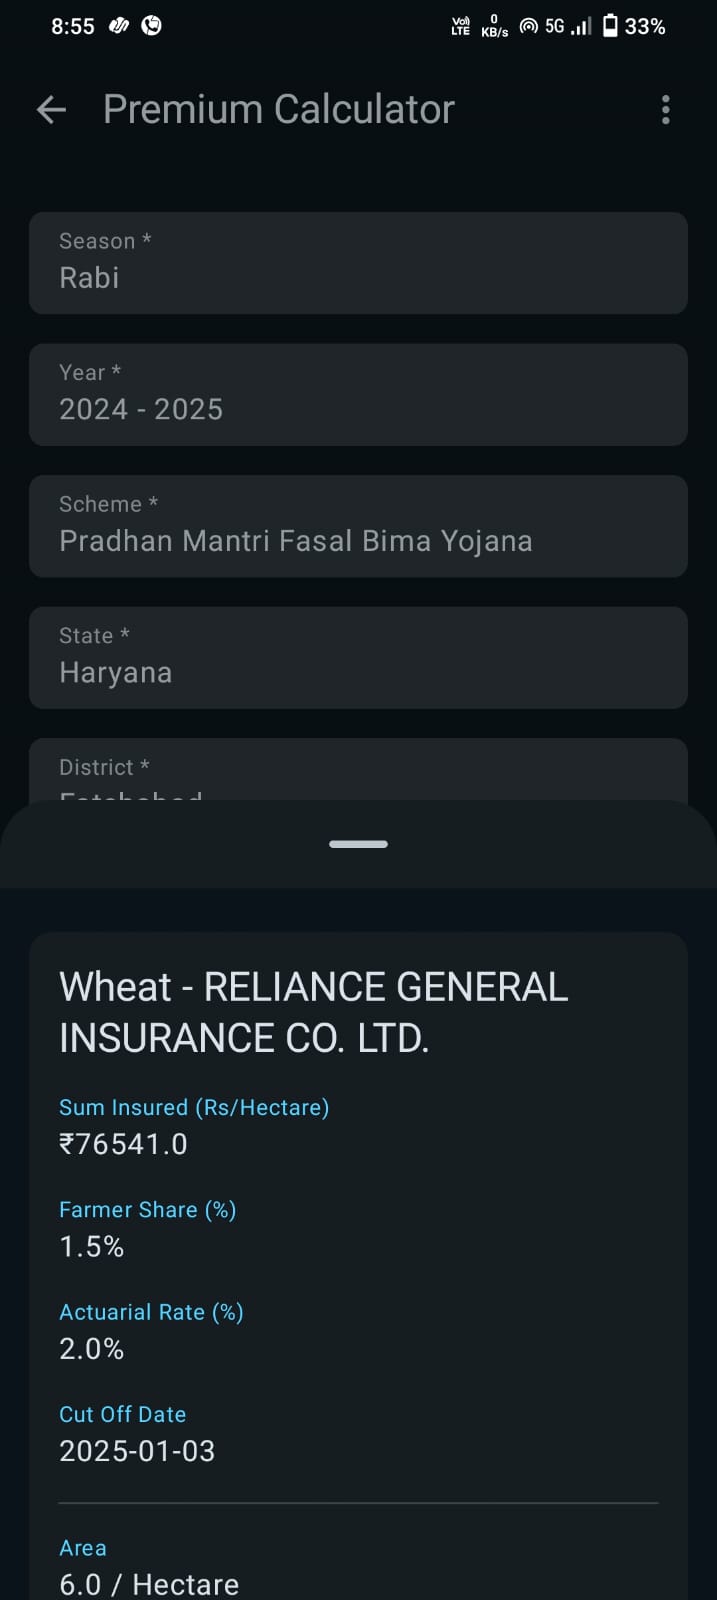 8:55
Vo)
LTE
0
KB/s
5G
33%
Premium Calculator
Season *
Rabi
Year *
2024 - 2025
Scheme *
Pradhan Mantri Fasal Bima Yojana
State *
Haryana
District *
Wheat - RELIANCE GENERAL
INSURANCE CO. LTD.
Sum Insured (Rs/Hectare)
₹76541.0
Farmer Share (%)
1.5%
Actuarial Rate (%)
2.0%
Cut Off Date
2025-01-03
Area
6.0 / Hectare